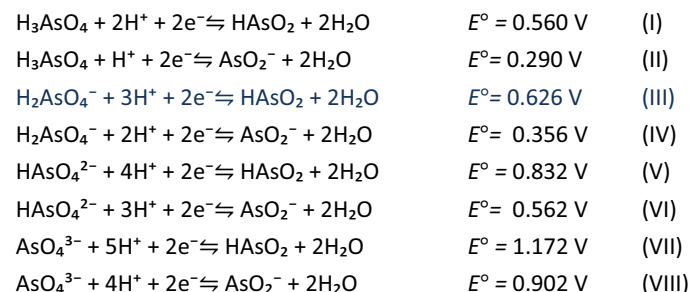 H₃AsO₄ + 2H⁺ + 2e⁻⇋ HAsO₂ + 2H₂O E° = 0.560 V (I)
H₃AsO₄ + H⁺ + 2e⁻⇋ AsO₂⁻ + 2H₂O E°= 0.290 V (II)
H₂AsO₄⁻ + 3H⁺ + 2e⁻⇋ HAsO₂ + 2H₂O E°= 0.626 V (III)
H₂AsO₄⁻ + 2H⁺ + 2e⁻⇋ AsO₂⁻ + 2H₂O E°= 0.356 V (IV)
HAsO₄²⁻ + 4H⁺ + 2e⁻⇋ HAsO₂ + 2H₂O E° = 0.832 V (V)
HAsO₄²⁻ + 3H⁺ + 2e⁻⇋ AsO₂⁻ + 2H₂O E°= 0.562 V (VI)
AsO₄³⁻ + 5H⁺ + 2e⁻⇋ HAsO₂ + 2H₂O E° = 1.172 V (VII)
AsO₄³⁻ + 4H⁺ + 2e⁻⇋ AsO₂⁻ + 2H₂O E° = 0.902 V (VIII)